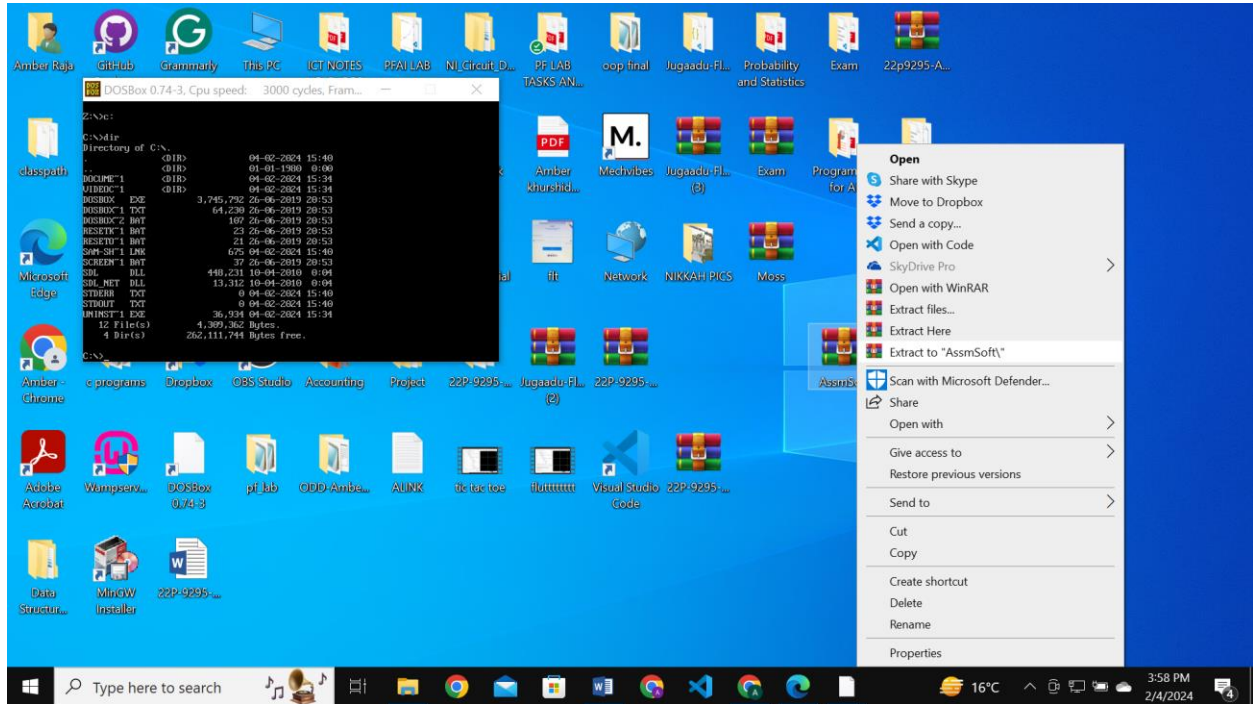 Amber Raja
GitHub
Grammarly
This PC
ICT NOTES
PFAI LAB
NI_Circuit_D...
PF LAB TASKS AN...
oop final
Jugaadu-Fl...
Probability and Statistics
Exam
22p9295-A...
DOSBox 0.74-3, Cpu speed: 3000 cycles, Fram...
Z:\>c:
C:\>dir
Directory of C:\.
. <DIR> 04-02-2024 15:40
.. <DIR> 01-01-1980 0:00
DOCUME~1 <DIR> 04-02-2024 15:34
VIDEOC~1 <DIR> 04-02-2024 15:34
DOSBOX EXE 3,745,792 26-06-2019 20:53
DOSBOX~1 TXT 64,230 26-06-2019 20:53
DOSBOX~2 BAT 107 26-06-2019 20:53
RESETK~1 BAT 23 26-06-2019 20:53
RESETO~1 BAT 21 26-06-2019 20:53
SAM-SH~1 LNK 675 04-02-2024 15:40
SCREEN~1 BAT 37 26-06-2019 20:53
SDL DLL 448,231 10-04-2010 0:04
SDL_NET DLL 13,312 10-04-2010 0:04
STDERR TXT 0 04-02-2024 15:40
STDOUT TXT 0 04-02-2024 15:40
UNINST~1 EXE 36,934 04-02-2024 15:34
12 File(s) 4,309,362 Bytes.
4 Dir(s) 262,111,744 Bytes free.
C:\>_
classpath
PDF
Amber khurshid...
M.
Mechvibes
Jugaadu-Fl... (3)
Exam
Program
for A
Microsoft Edge
flt
Network
NIKKAH PICS
Moss
Amber - Chrome
c programs
Dropbox
OBS Studio
Accounting
Project
22P-9295-...
Jugaadu-Fl... (2)
22P-9295-...
AssmS
Adobe Acrobat
Wampserv...
DOSBox 0.74-3
pf lab
ODD-Ambe...
ALINK
tic tac toe
Visual Studio Code
22P-9295-...
Data Structur...
MinGW Installer
22P-9295-...
Open
Share with Skype
Move to Dropbox
Send a copy...
Open with Code
SkyDrive Pro
Open with WinRAR
Extract files...
Extract Here
Extract to "AssmSoft\"
Scan with Microsoft Defender...
Share
Open with
Give access to
Restore previous versions
Send to
Cut
Copy
Create shortcut
Delete
Rename
Properties
Type here to search
16°C
3:58 PM
2/4/2024
4